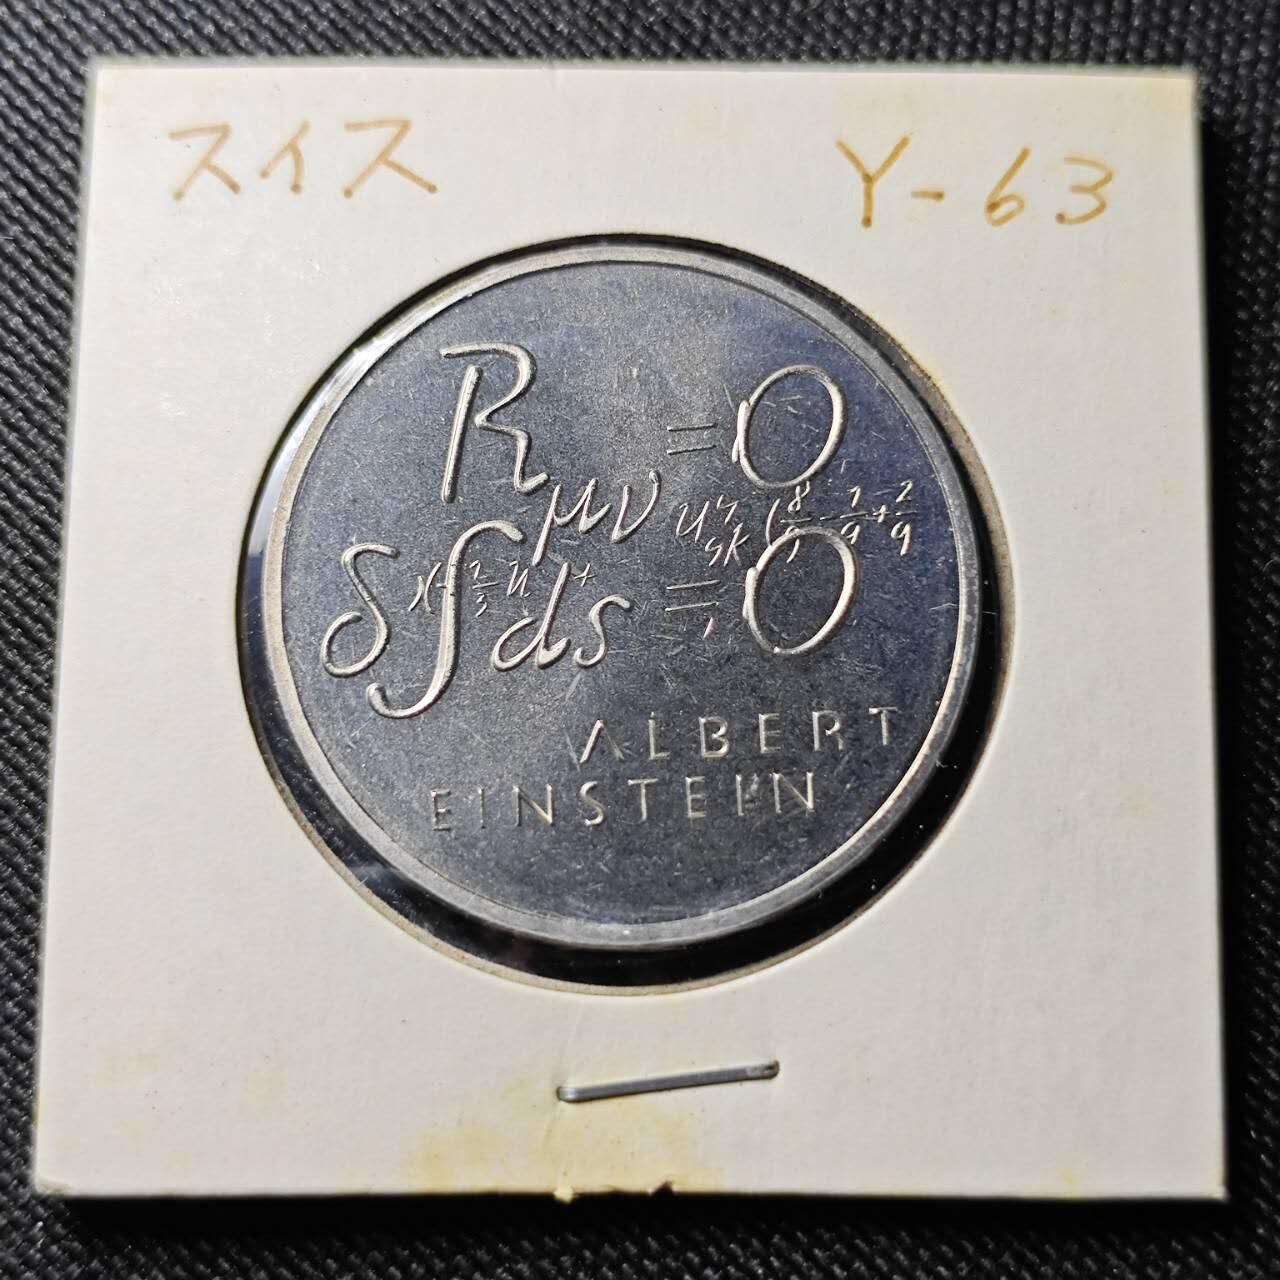 スイス
Y-63
Rμν = 0
δ∫ds = 0
ALBERT
EINSTEIN